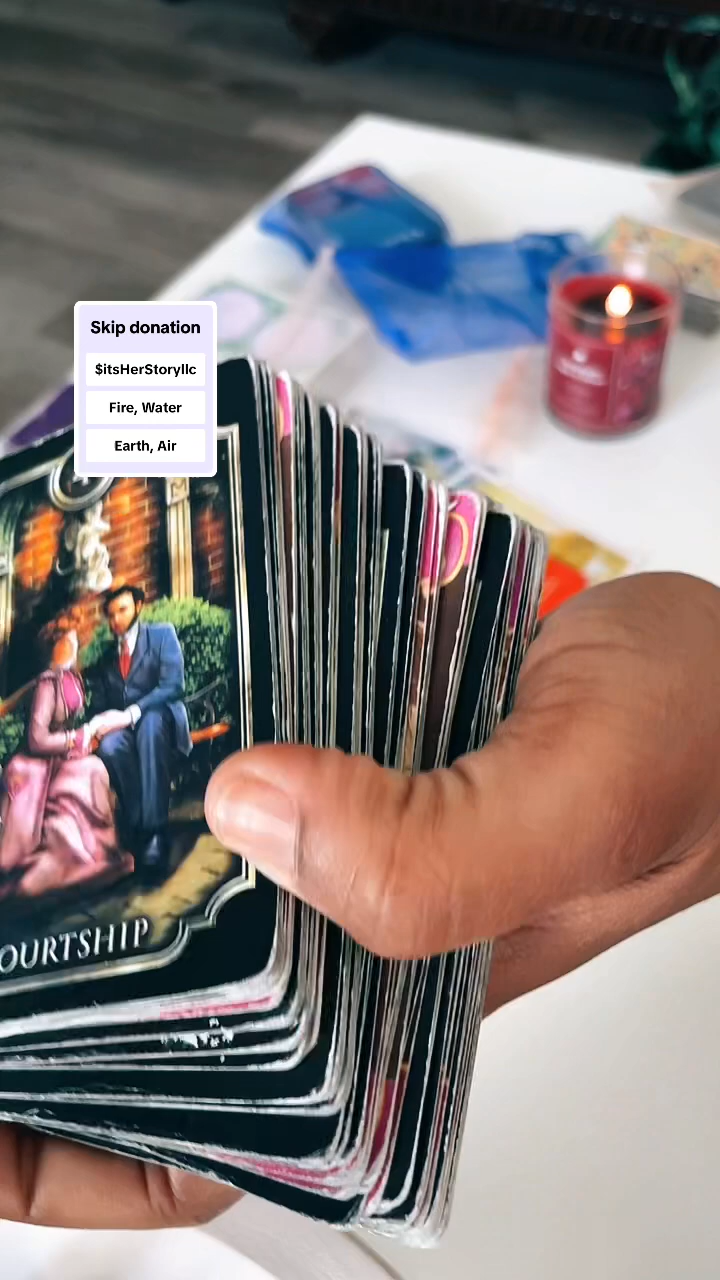 Skip donation
$itsHerStoryllc
Fire, Water
Earth, Air
OURTSHIP